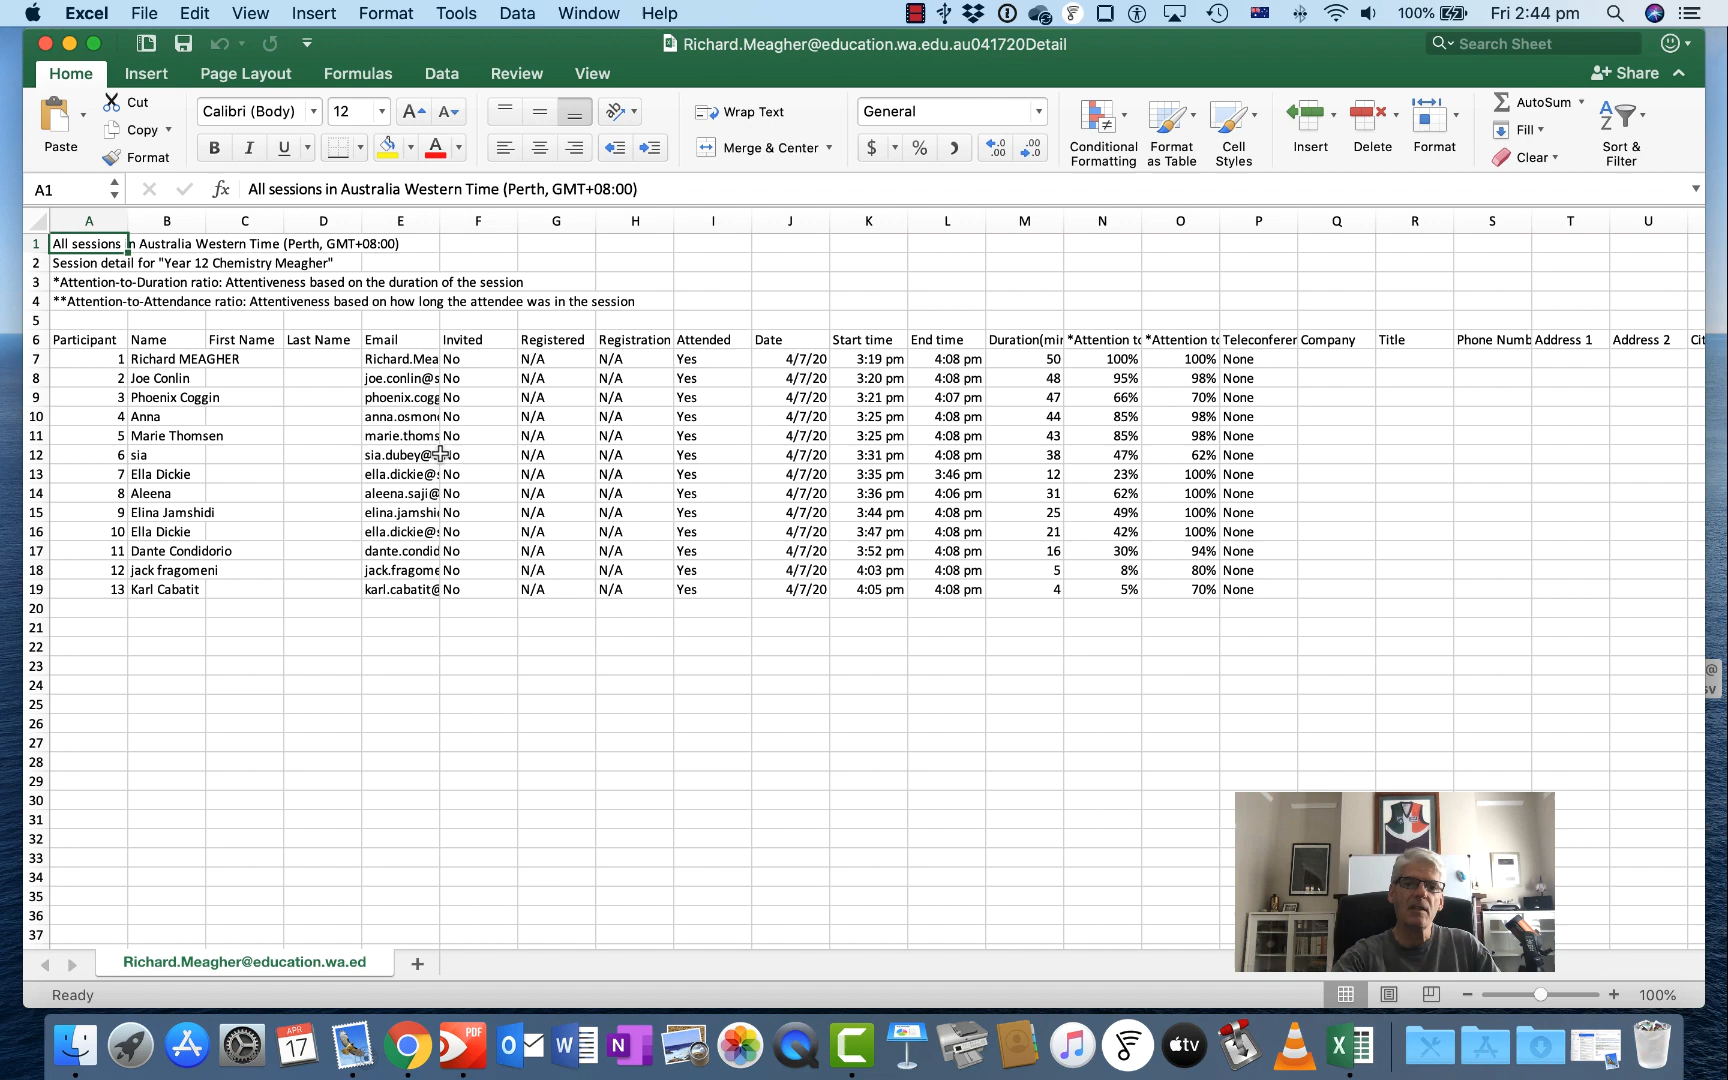 Excel File Edit View Insert Format Tools Data Window Help 100% Fri 2:44 pm
Richard.Meagher@education.wa.edu.au041720Detail
Search Sheet
Home Insert Page Layout Formulas Data Review View Share
Paste Cut Copy Format
Calibri (Body) 12
Wrap Text
Merge & Center
General
Conditional Formatting
Format as Table
Cell Styles
Insert Delete Format
AutoSum
Fill
Clear
Sort & Filter
A1 fx All sessions in Australia Western Time (Perth, GMT+08:00)
A B C D E F G H I J K L M N O P Q R S T U
1 All sessions in Australia Western Time (Perth, GMT+08:00)
2 Session detail for "Year 12 Chemistry Meagher"
3 *Attention-to-Duration ratio: Attentiveness based on the duration of the session
4 **Attention-to-Attendance ratio: Attentiveness based on how long the attendee was in the session
5
6 Participant Name First Name Last Name Email Invited Registered Registration Attended Date Start time End time Duration(mi *Attention to *Attention to Teleconferer Company Title Phone Numb Address 1 Address 2 Cit
7 1 Richard MEAGHER Richard.Mea No N/A N/A Yes 4/7/20 3:19 pm 4:08 pm 50 100% 100% None
8 2 Joe Conlin joe.conlin@s No N/A N/A Yes 4/7/20 3:20 pm 4:08 pm 48 95% 98% None
9 3 Phoenix Coggin phoenix.cogg No N/A N/A Yes 4/7/20 3:21 pm 4:07 pm 47 66% 70% None
10 4 Anna anna.osmon No N/A N/A Yes 4/7/20 3:25 pm 4:08 pm 44 85% 98% None
11 5 Marie Thomsen marie.thoms No N/A N/A Yes 4/7/20 3:25 pm 4:08 pm 43 85% 98% None
12 6 sia sia.dubey@ No N/A N/A Yes 4/7/20 3:31 pm 4:08 pm 38 47% 62% None
13 7 Ella Dickie ella.dickie@s No N/A N/A Yes 4/7/20 3:35 pm 3:46 pm 12 23% 100% None
14 8 Aleena aleena.saji@ No N/A N/A Yes 4/7/20 3:36 pm 4:06 pm 31 62% 100% None
15 9 Elina Jamshidi elina.jamshi No N/A N/A Yes 4/7/20 3:44 pm 4:08 pm 25 49% 100% None
16 10 Ella Dickie ella.dickie@s No N/A N/A Yes 4/7/20 3:47 pm 4:08 pm 21 42% 100% None
17 11 Dante Condidorio dante.condid No N/A N/A Yes 4/7/20 3:52 pm 4:08 pm 16 30% 94% None
18 12 jack fragomeni jack.fragome No N/A N/A Yes 4/7/20 4:03 pm 4:08 pm 5 8% 80% None
19 13 Karl Cabatit karl.cabatit@ No N/A N/A Yes 4/7/20 4:05 pm 4:08 pm 4 5% 70% None
20
21
22
23
24
25
26
27
28
29
30
31
32
33
34
35
36
37
Richard.Meagher@education.wa.ed
Ready 100%
APR 17 PDF tv